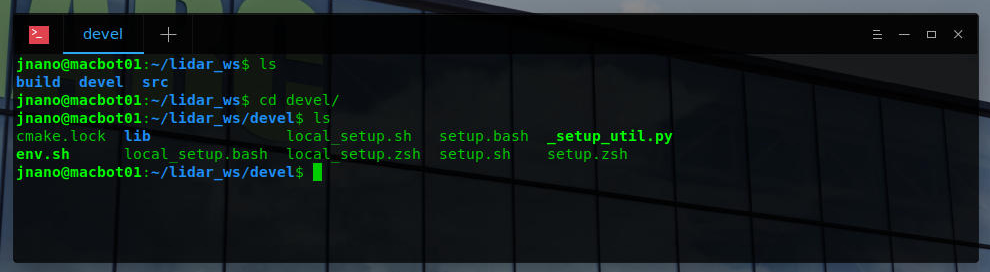 devel
jnano@macbot01:~/lidar_ws$ ls
build  devel  src
jnano@macbot01:~/lidar_ws$ cd devel/
jnano@macbot01:~/lidar_ws/devel$ ls
cmake.lock  lib               local_setup.sh   setup.bash  _setup_util.py
env.sh      local_setup.bash  local_setup.zsh  setup.sh    setup.zsh
jnano@macbot01:~/lidar_ws/devel$